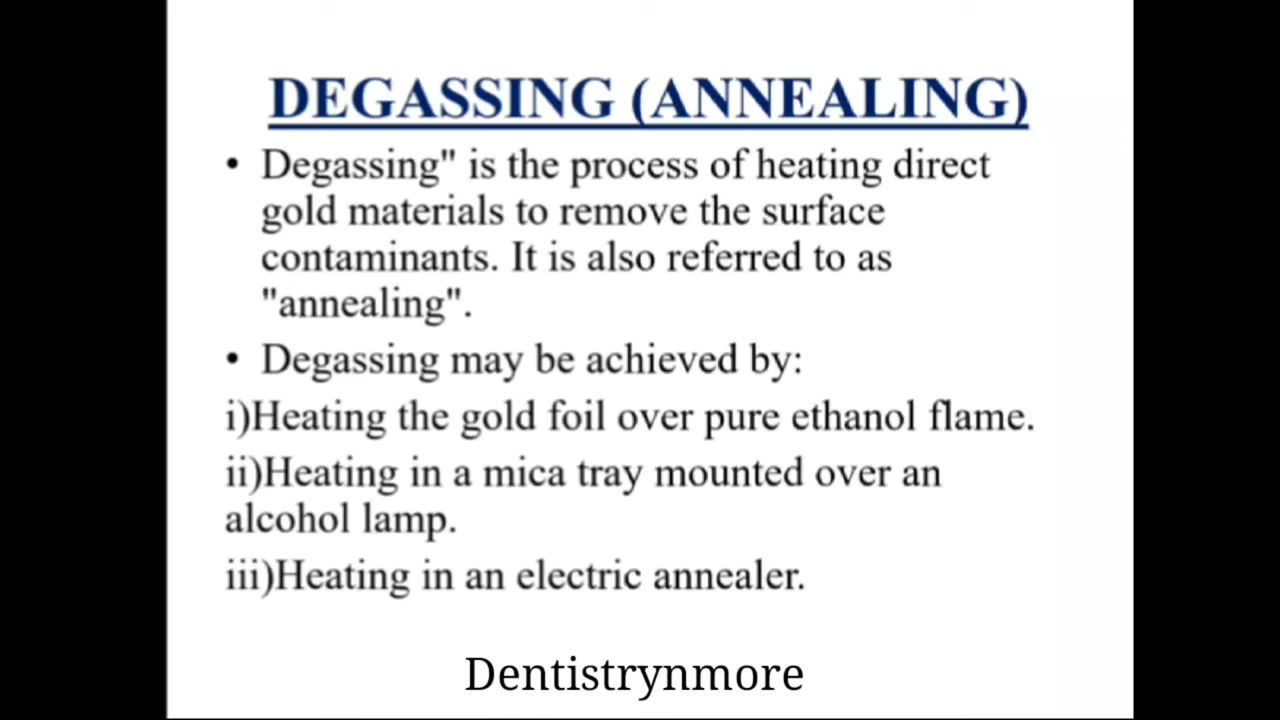 DEGASSING (ANNEALING)
• Degassing" is the process of heating direct
gold materials to remove the surface
contaminants. It is also referred to as
"annealing".
• Degassing may be achieved by:
i)Heating the gold foil over pure ethanol flame.
ii)Heating in a mica tray mounted over an
alcohol lamp.
iii)Heating in an electric annealer.
Dentistrynmore